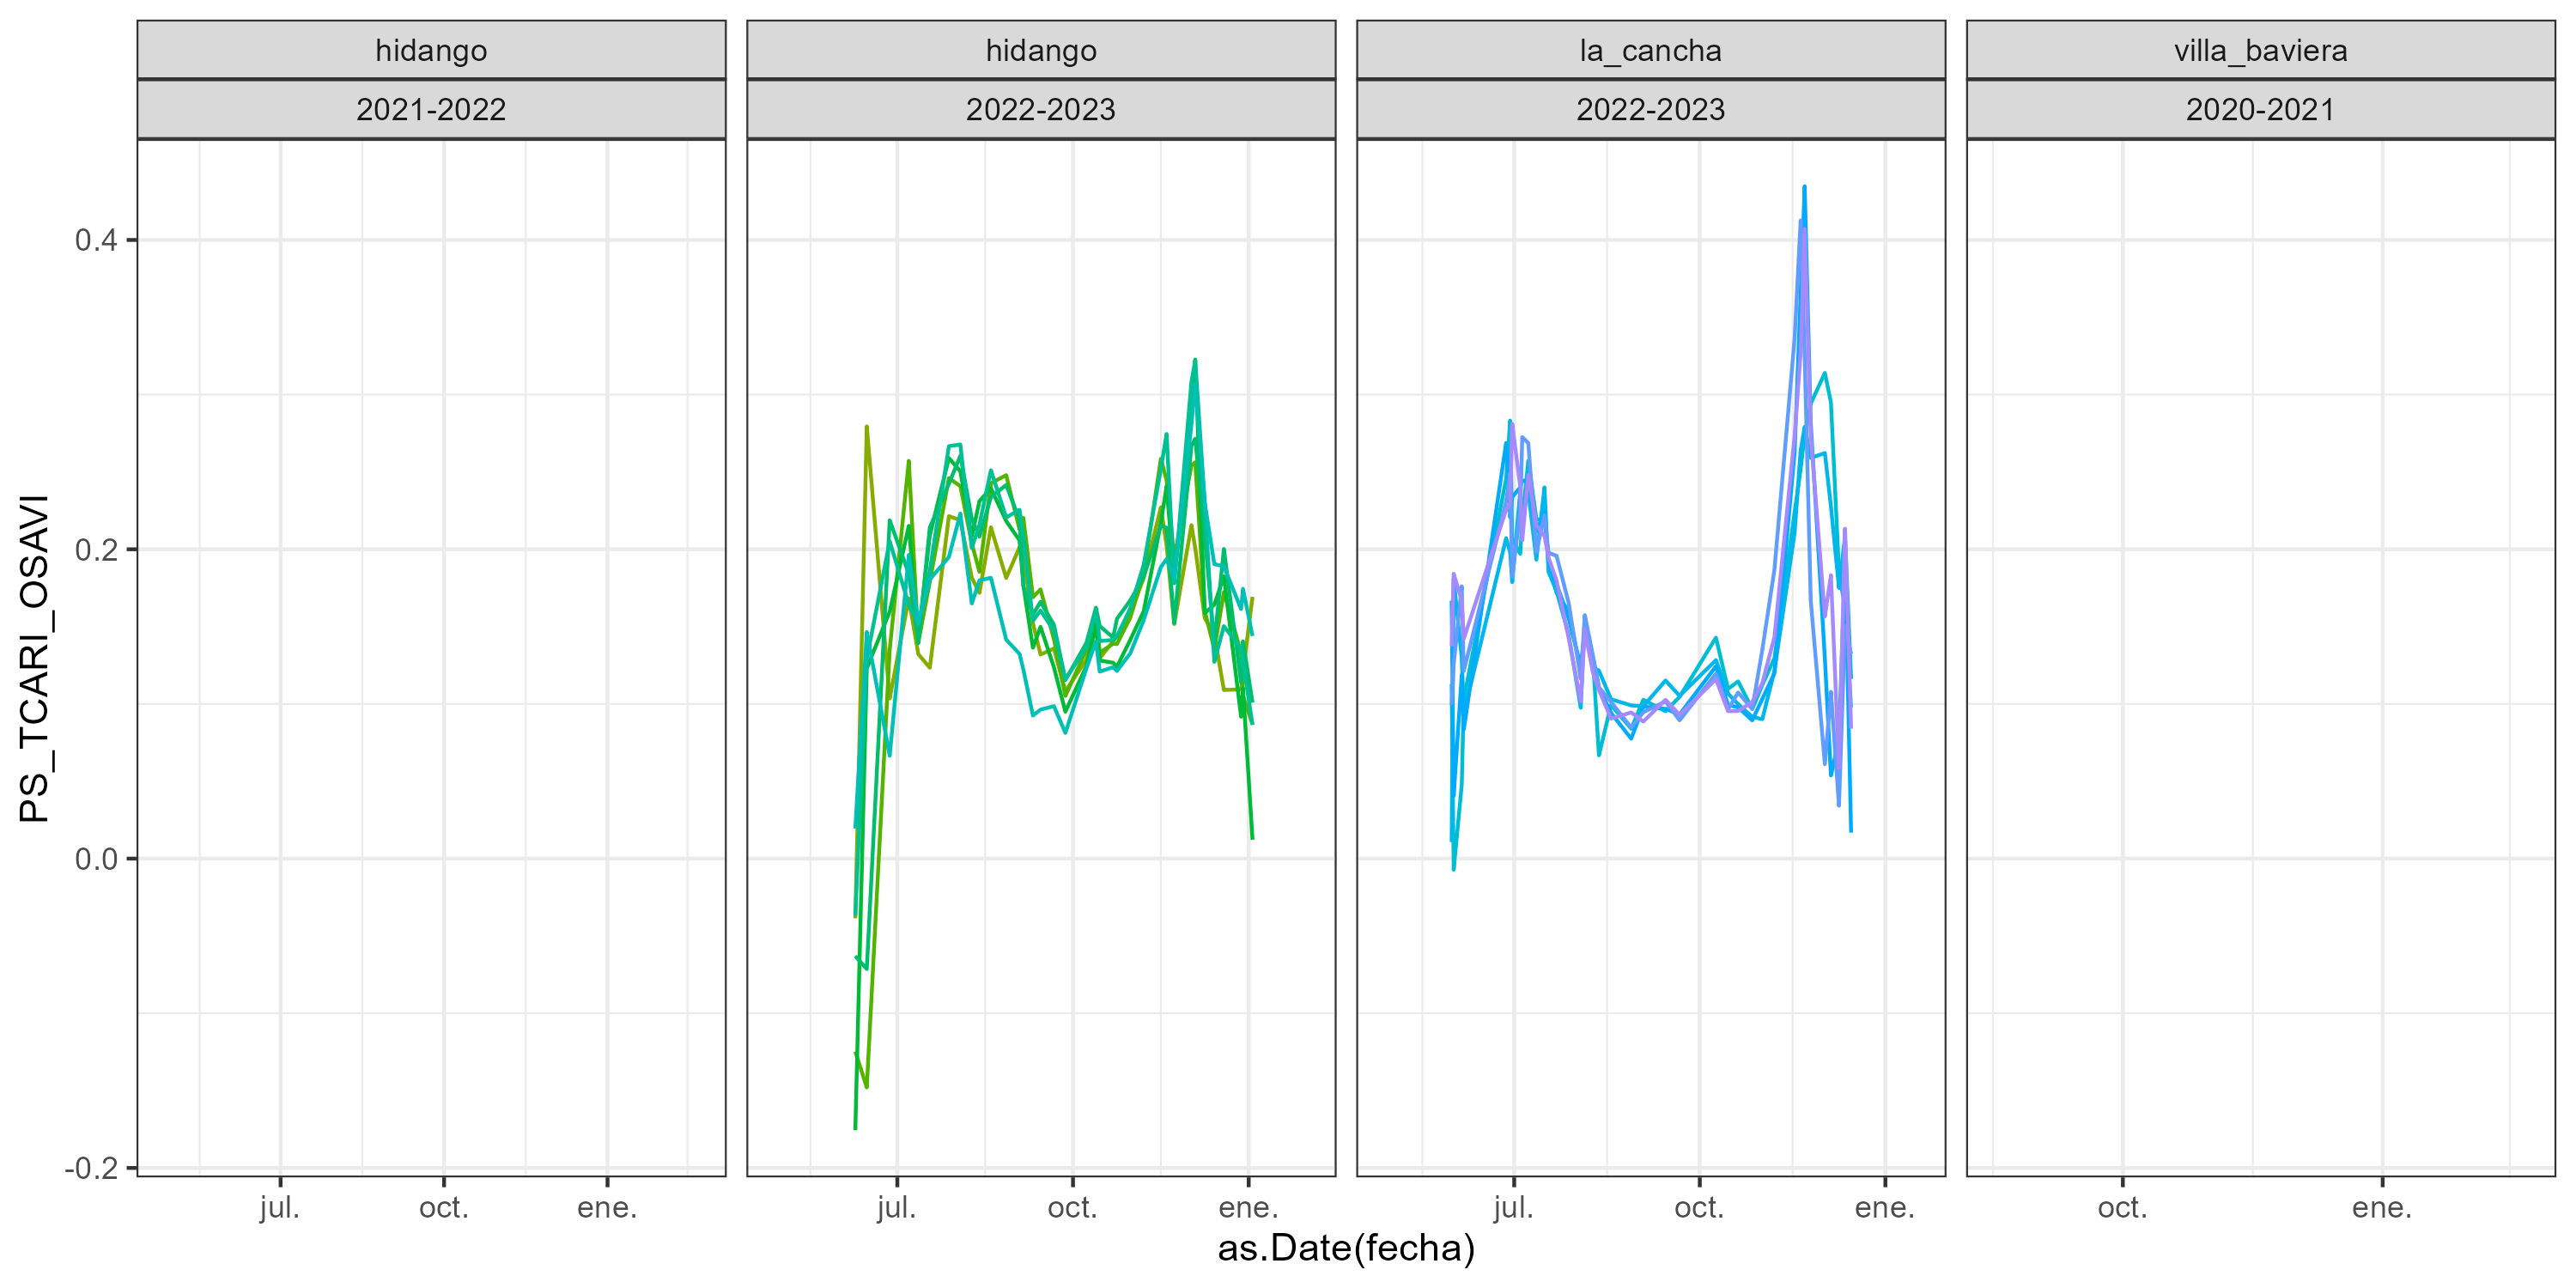 hidango hidango la_cancha villa_baviera
2021-2022 2022-2023 2022-2023 2020-2021
0.4
0.2
0.0
-0.2
PS_TCARI_OSAVI
jul. oct. ene. jul. oct. ene. jul. oct. ene. oct. ene.
as.Date(fecha)